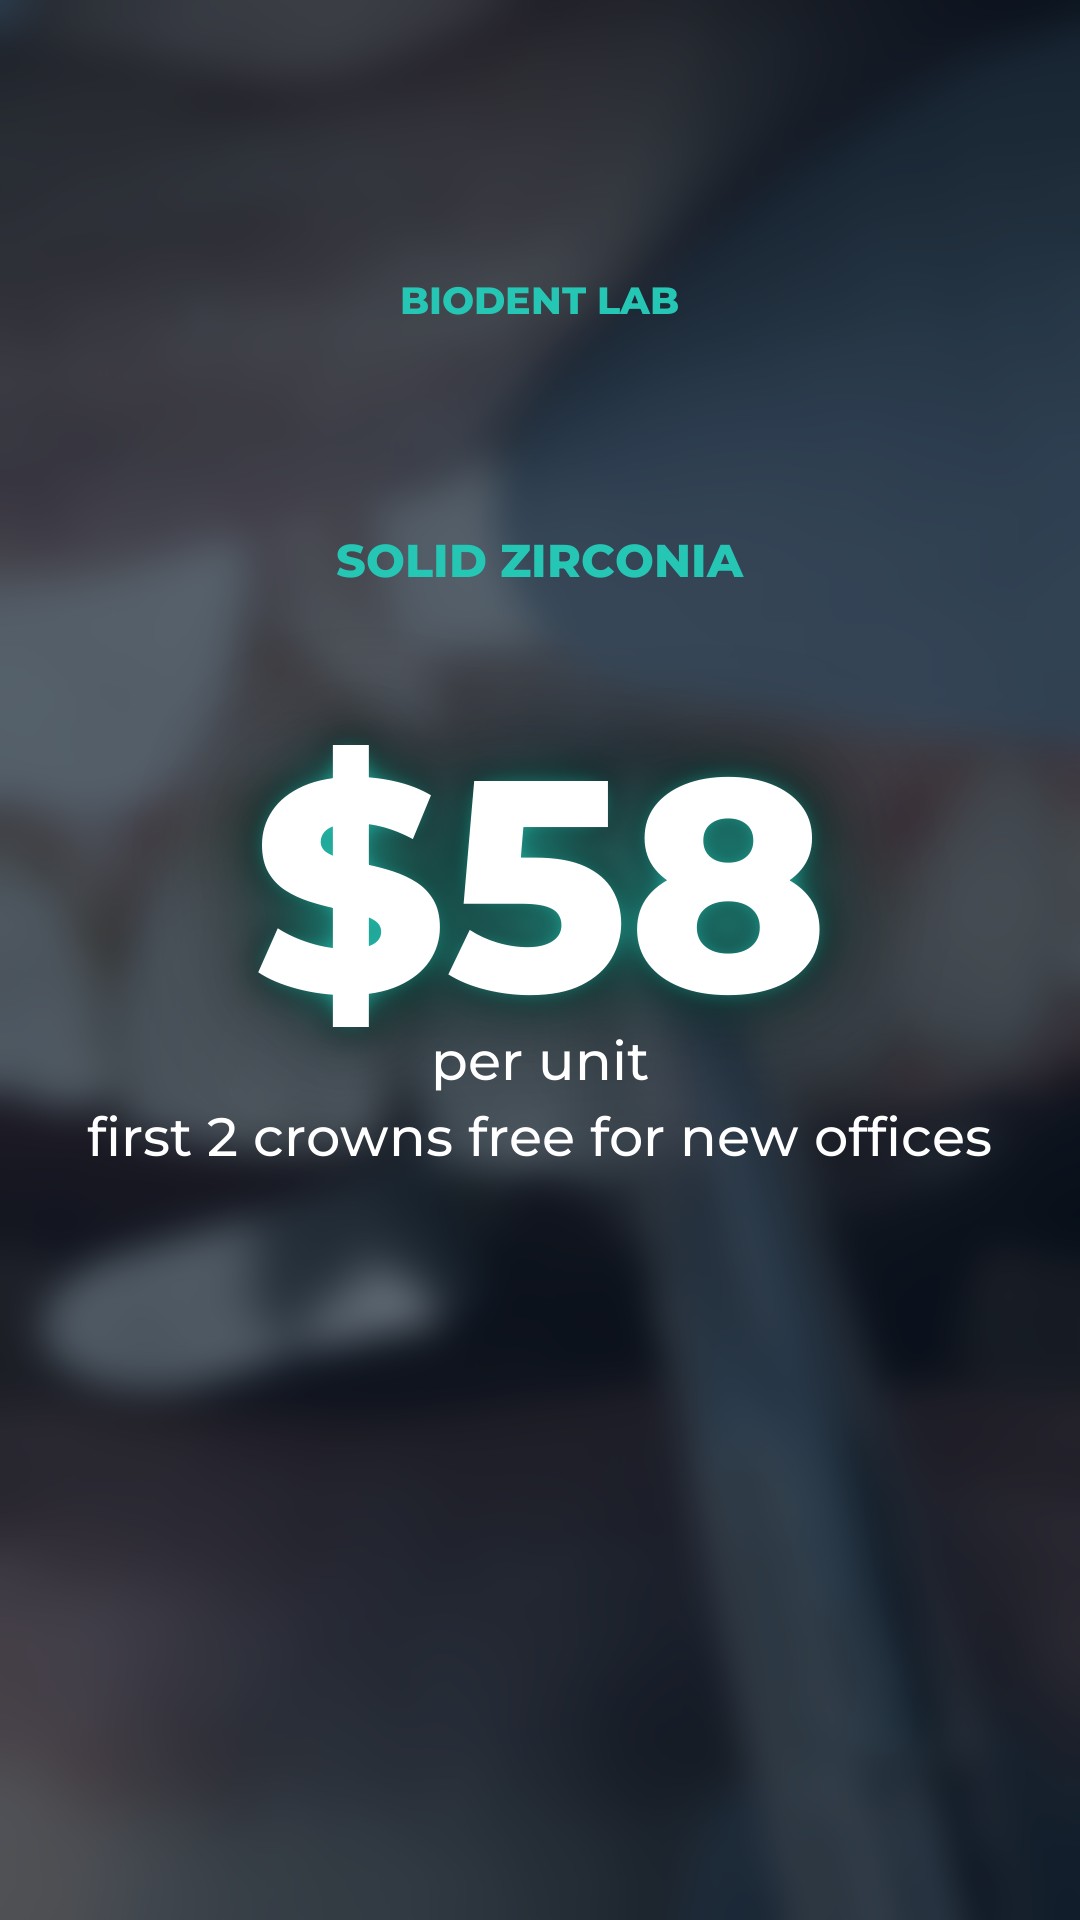 BIODENT LAB
SOLID ZIRCONIA
$58
per unit
first 2 crowns free for new offices